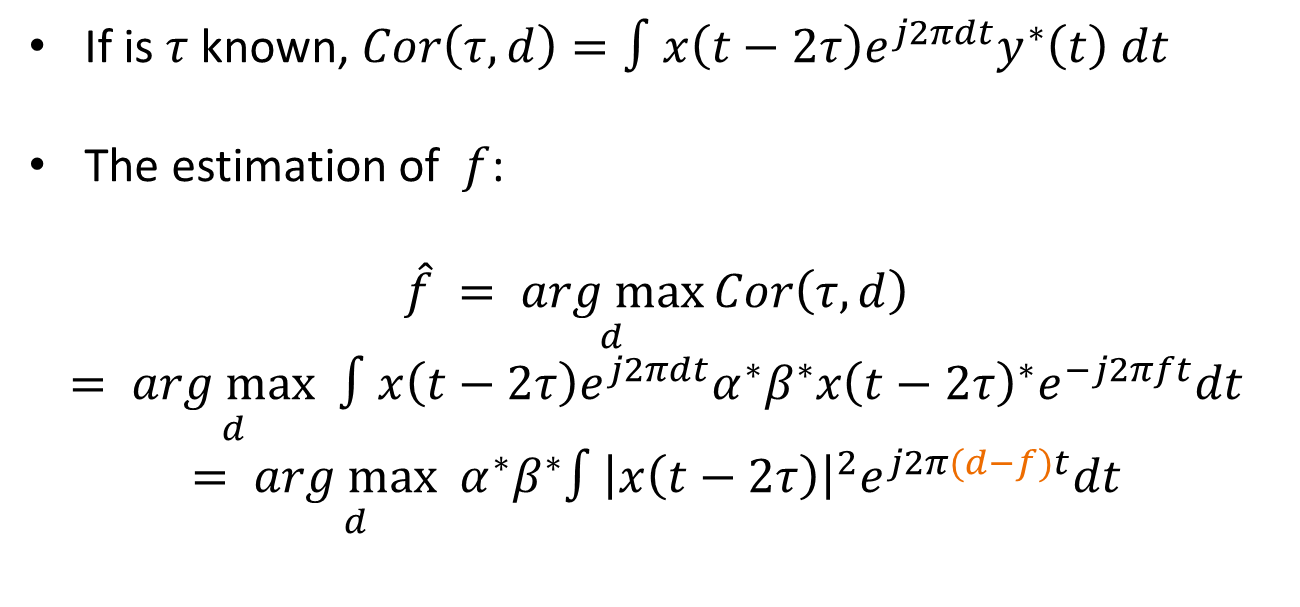 • If is τ known, Cor(τ, d) = ∫ x(t − 2τ)e^{j2πdt}y*(t) dt
• The estimation of f:
f̂ = arg max_d Cor(τ, d)
= arg max_d ∫ x(t − 2τ)e^{j2πdt}α*β*x(t − 2τ)*e^{−j2πft}dt
= arg max_d α*β*∫ |x(t − 2τ)|²e^{j2π(d−f)t}dt